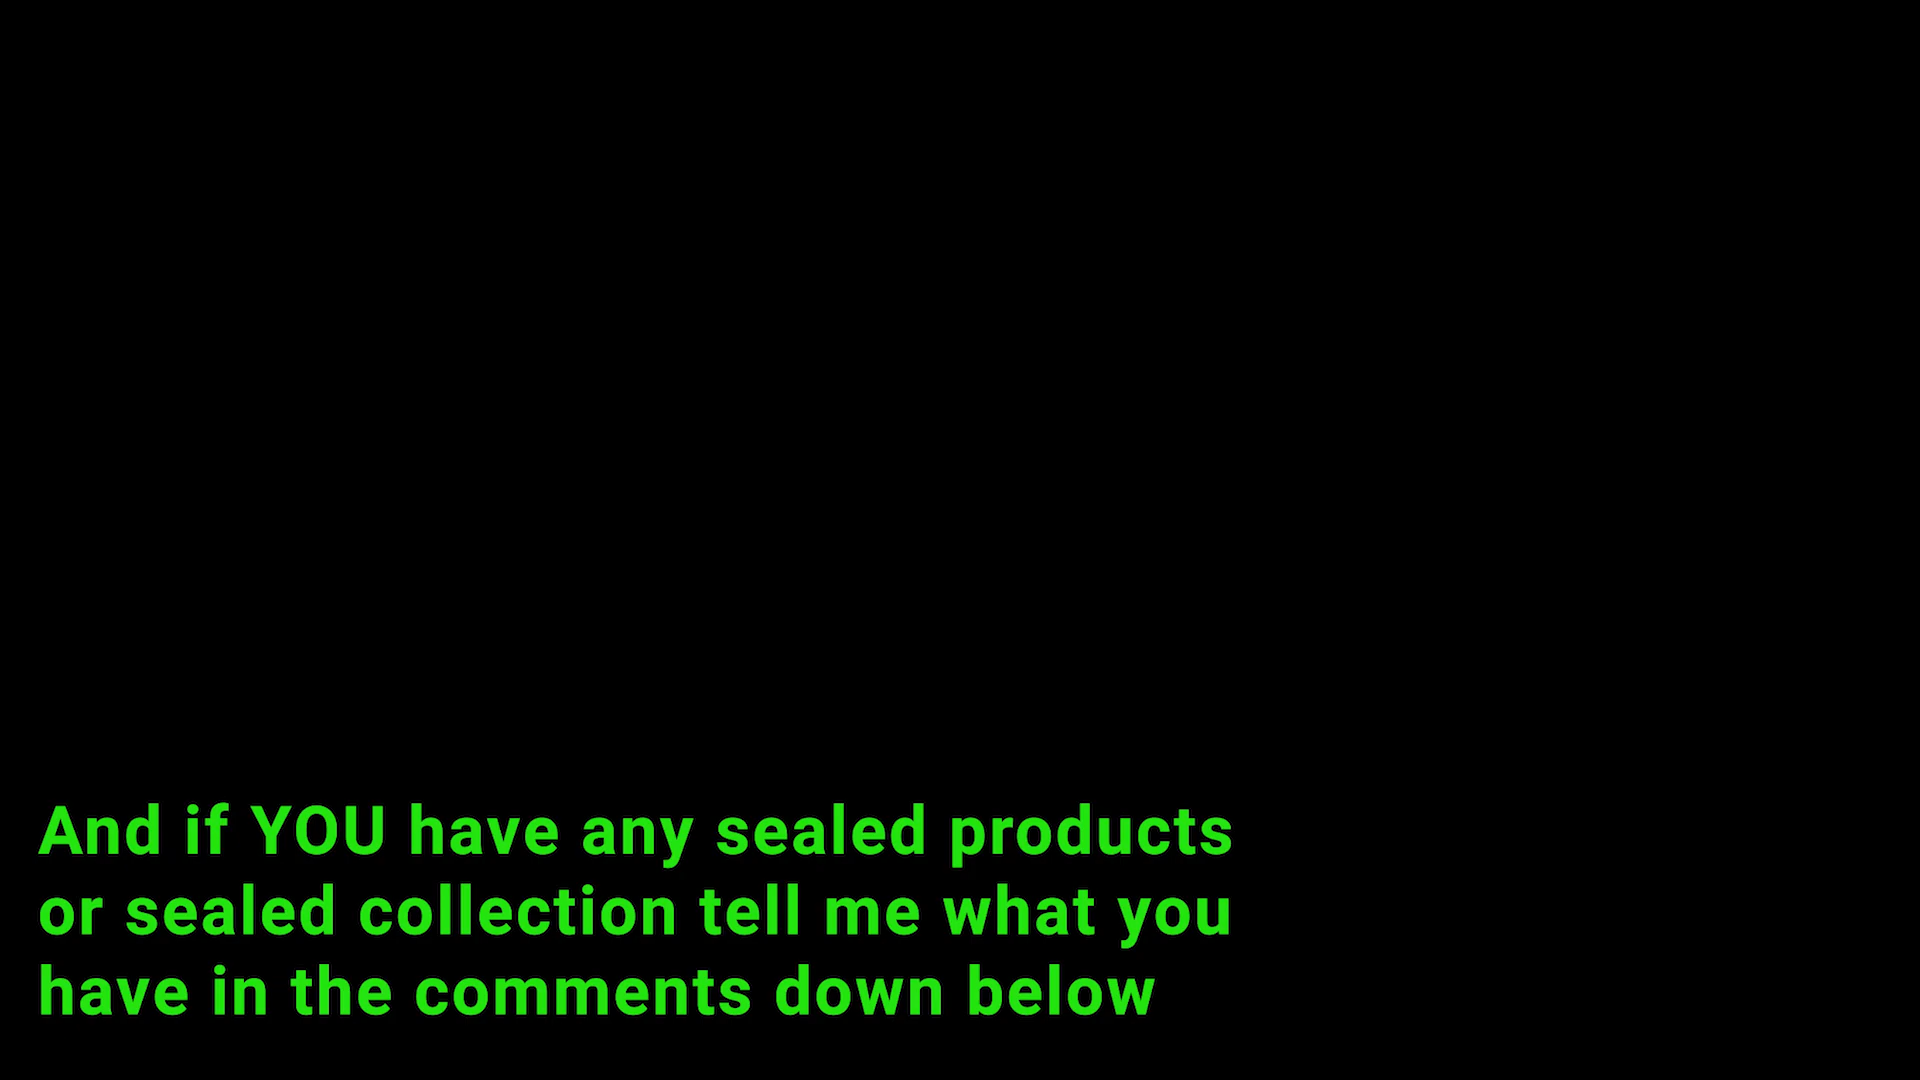 And if YOU have any sealed products
or sealed collection tell me what you
have in the comments down below